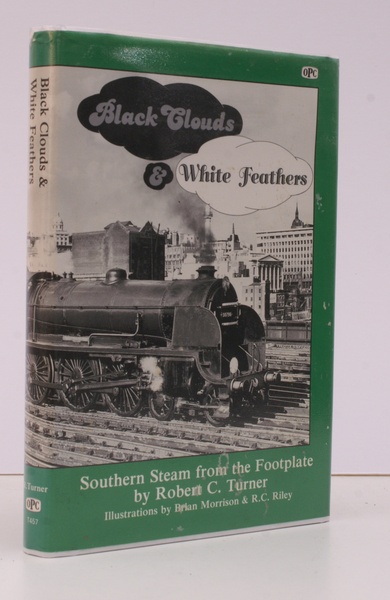 OPC
Black Clouds
& White Feathers
Southern Steam from the Footplate
by Robert C. Turner
Illustrations by Brian Morrison & R.C. Riley
Black Clouds &
White Feathers
Turner
OPC